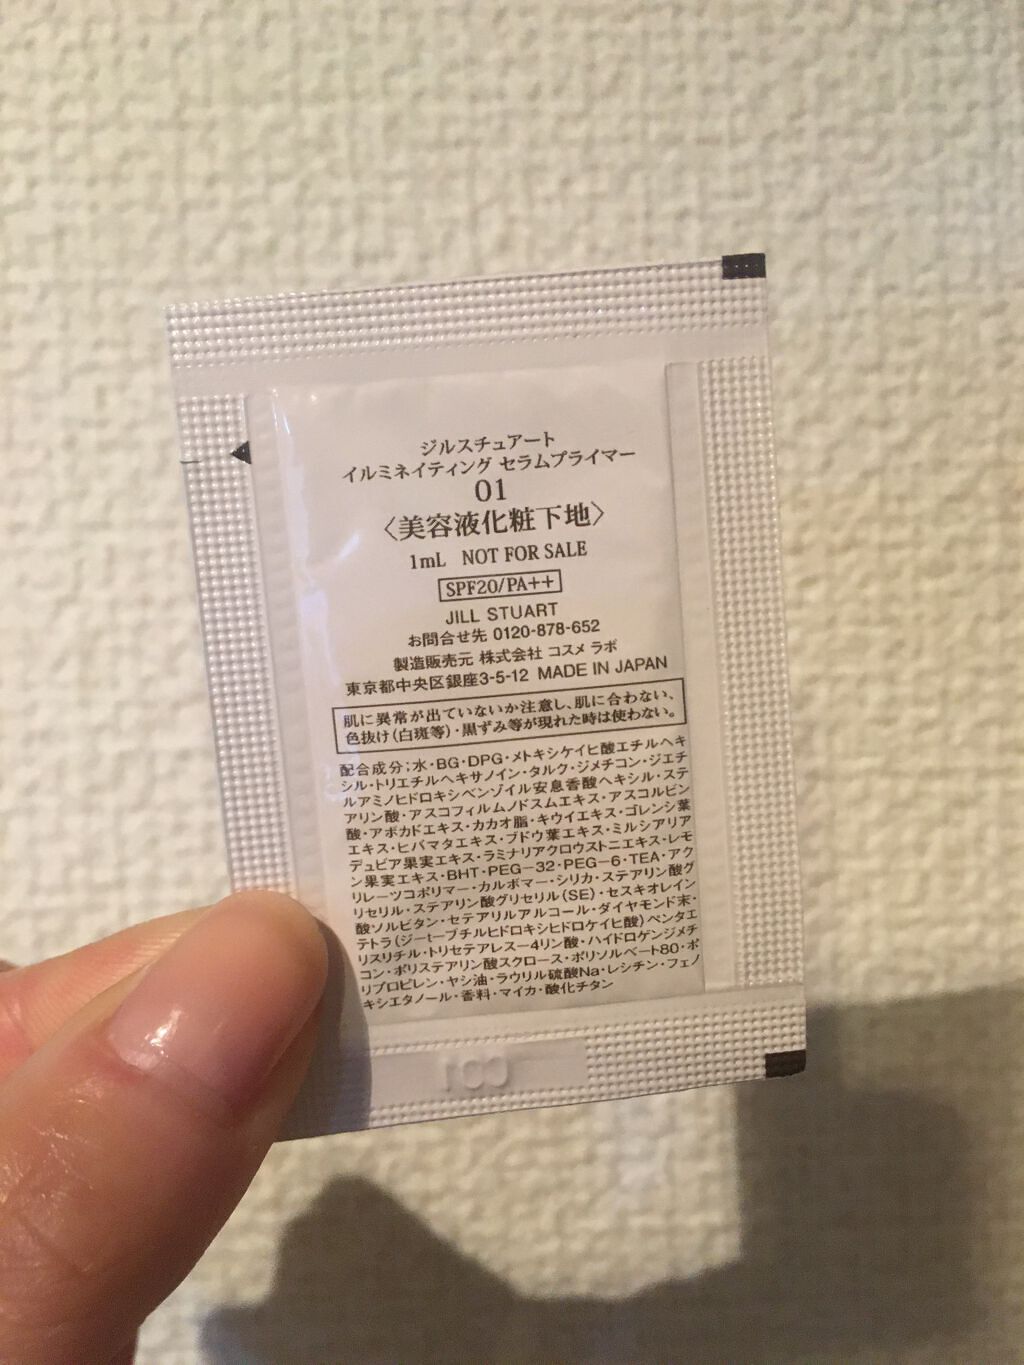 ジルスチュアート
イルミネイティング セラムプライマー
01
〈美容液化粧下地〉
1mL NOT FOR SALE
SPF20/PA++
JILL STUART
お問合せ先 0120-878-652
製造販売元 株式会社 コスメ ラボ
東京都中央区銀座3-5-12 MADE IN JAPAN
肌に異常が出ていないか注意し、肌に合わない、
色抜け(白斑等)・黒ずみ等が現れた時は使わない。
配合成分;水・BG・DPG・メトキシケイヒ酸エチルヘキ
シル・トリエチルヘキサノイン・タルク・ジメチコン・ジエチ
ルアミノヒドロキシベンゾイル安息香酸ヘキシル・ステ
アリン酸・アスコフィルムノドスムエキス・アスコルビン
酸・アボカドエキス・カカオ脂・キウイエキス・ゴレンシ葉
エキス・ヒバマタエキス・ブドウ葉エキス・ミルシアリア
デュビア果実エキス・ラミナリアクロウストニエキス・レモ
ン果実エキス・BHT・PEG－32・PEG－6・TEA・アク
リレーツコポリマー・カルボマー・シリカ・ステアリン酸グ
リセリル・ステアリン酸グリセリル(SE)・セスキオレイン
酸ソルビタン・セテアリルアルコール・ダイヤモンド末・
テトラ(ジーt－ブチルヒドロキシヒドロケイヒ酸)ペンタエ
リスリチル・トリセテアレス－4リン酸・ハイドロゲンジメチ
コン・ポリステアリン酸スクロース・ポリソルベート80・ポ
リプロピレン・ヤシ油・ラウリル硫酸Na・レシチン・フェノ
キシエタノール・香料・マイカ・酸化チタン